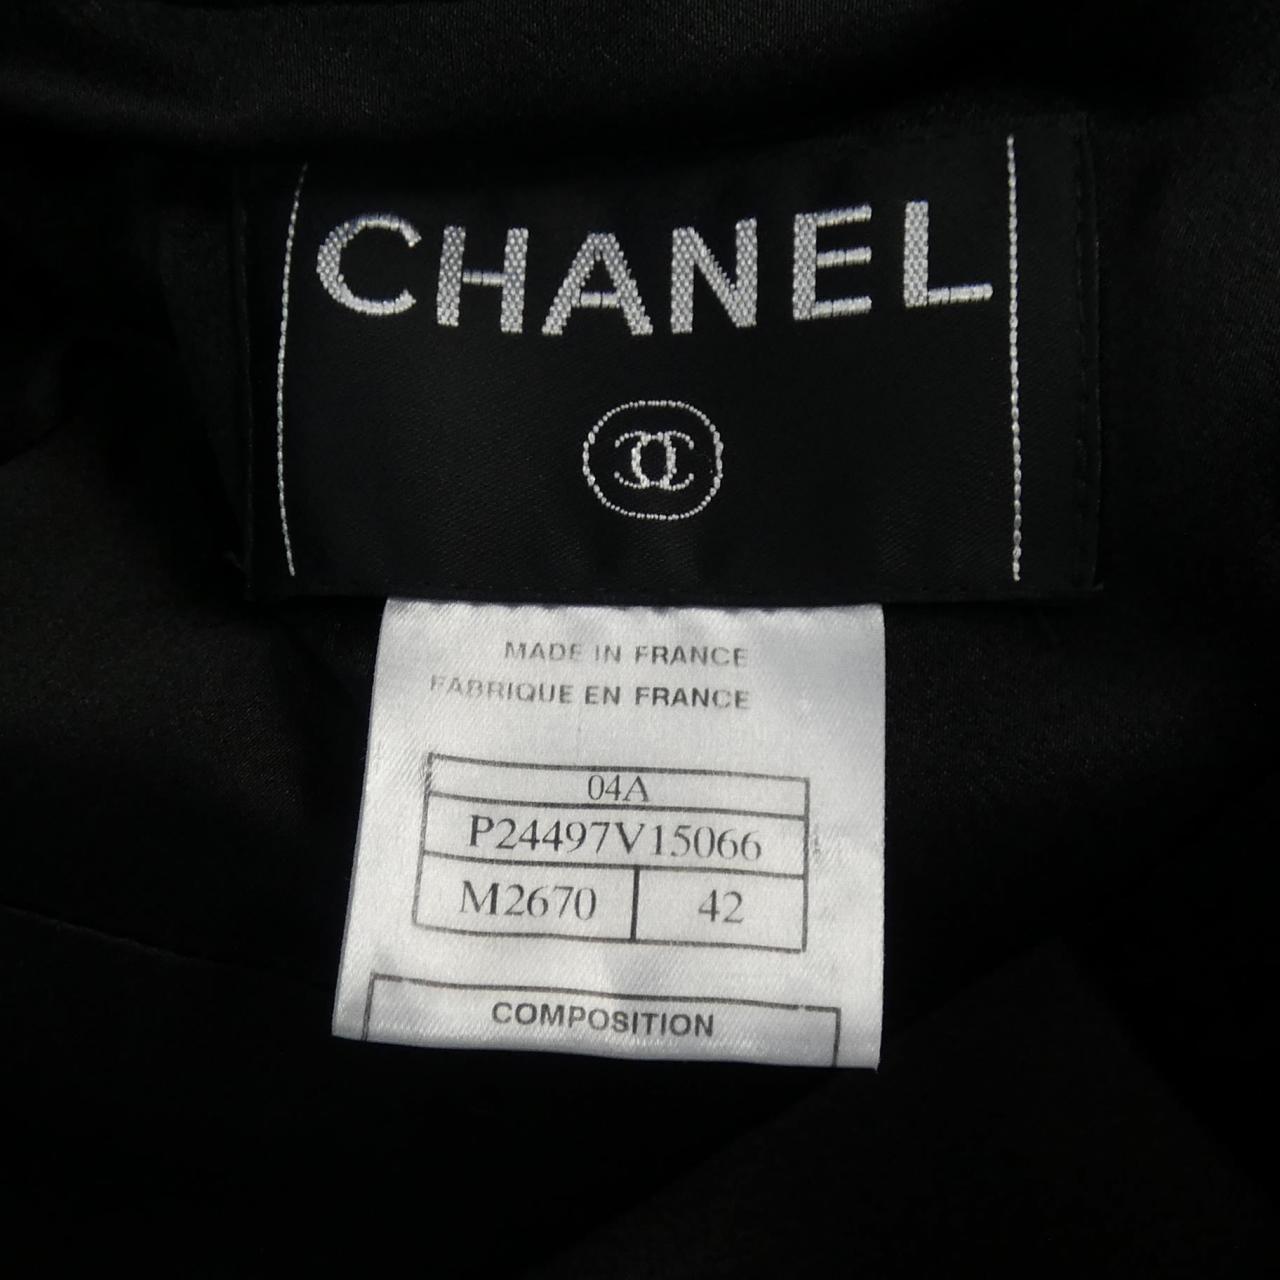 CHANEL
MADE IN FRANCE
FABRIQUE EN FRANCE
04A
P24497V15066
M2670 42
COMPOSITION